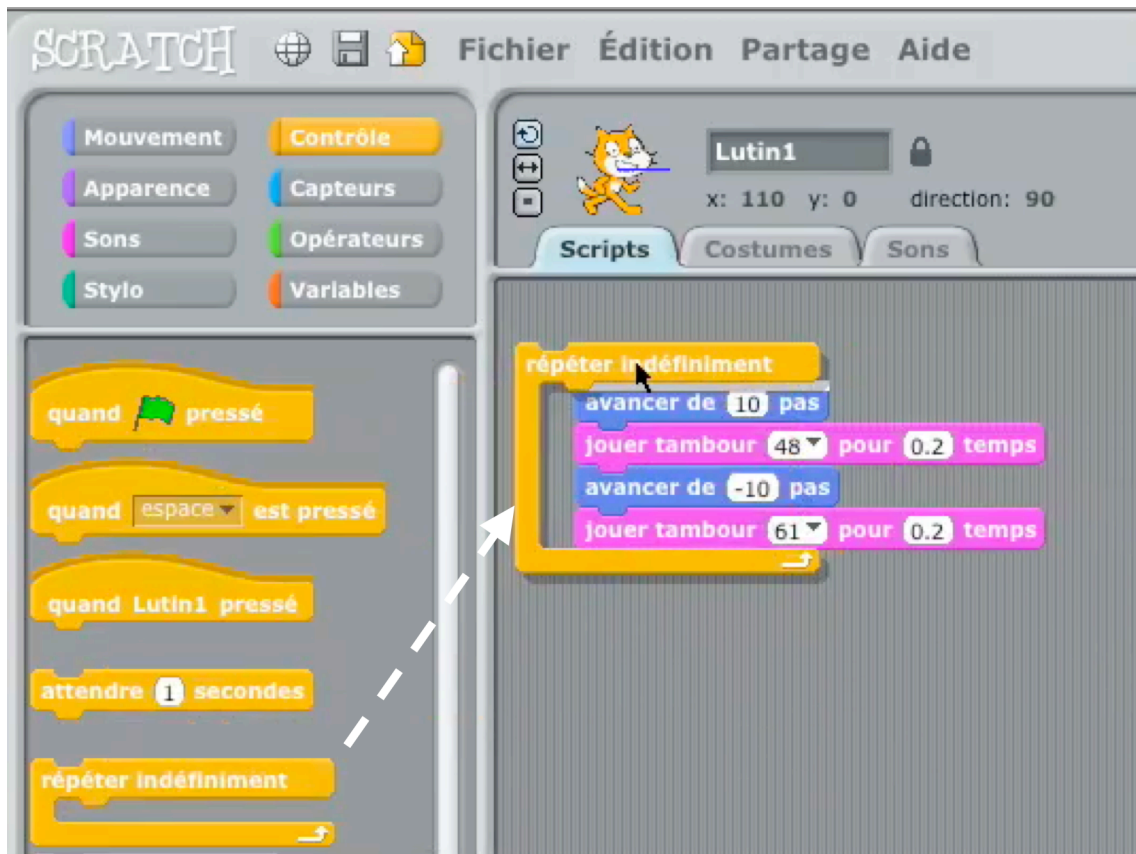 SCRATCH Fichier Édition Partage Aide
Mouvement Contrôle
Apparence Capteurs
Sons Opérateurs
Stylo Variables
Lutin1
x: 110 y: 0 direction: 90
Scripts Costumes Sons
quand pressé
quand espace est pressé
quand Lutin1 pressé
attendre 1 secondes
répéter indéfiniment
répéter indéfiniment
avancer de 10 pas
jouer tambour 48 pour 0.2 temps
avancer de -10 pas
jouer tambour 61 pour 0.2 temps